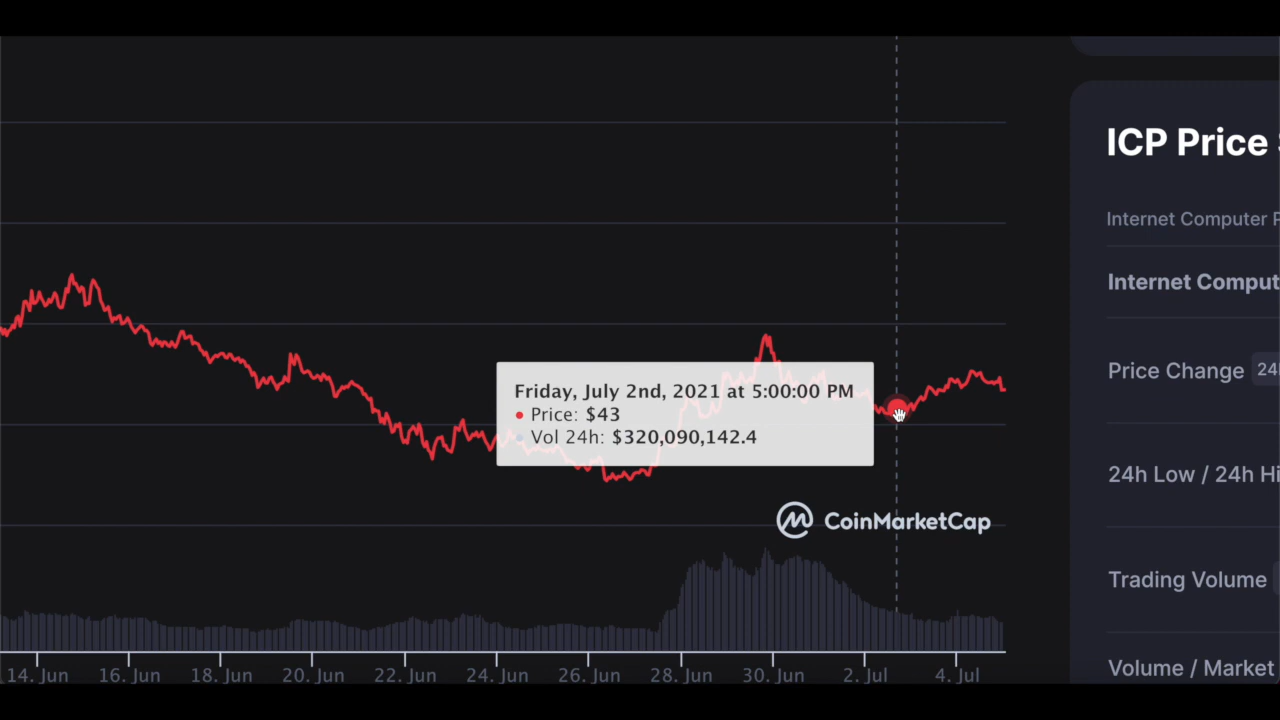 ICP Price
Internet Computer
Internet Comput
Friday, July 2nd, 2021 at 5:00:00 PM
Price: $43
Vol 24h: $320,090,142.4
Price Change 24
24h Low / 24h Hi
CoinMarketCap
Trading Volume
Volume / Market
14. Jun 16. Jun 18. Jun 20. Jun 22. Jun 24. Jun 26. Jun 28. Jun 30. Jun 2. Jul 4. Jul